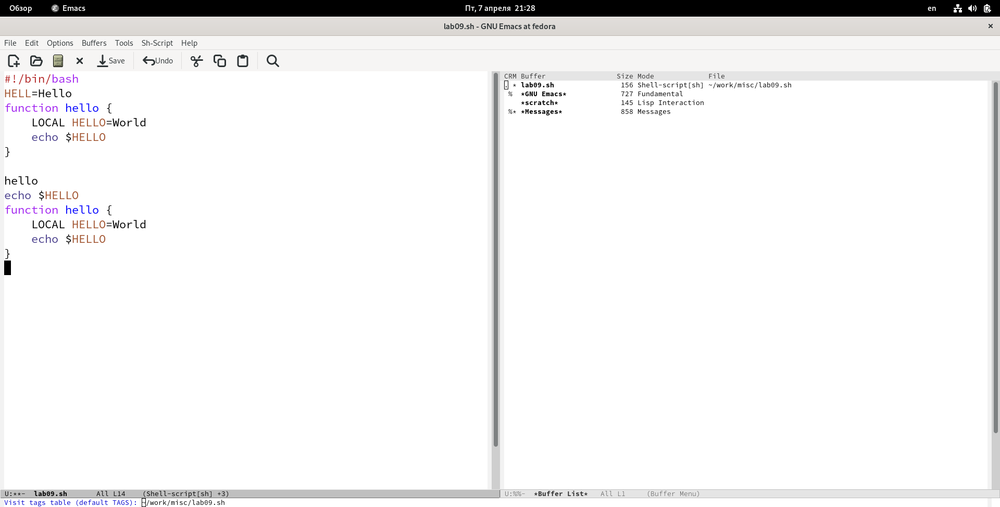 Обзор Emacs Пт, 7 апреля 21:28 en
lab09.sh - GNU Emacs at fedora
File Edit Options Buffers Tools Sh-Script Help
Save Undo
#!/bin/bash
HELL=Hello
function hello {
    LOCAL HELLO=World
    echo $HELLO
}
hello
echo $HELLO
function hello {
    LOCAL HELLO=World
    echo $HELLO
}
U:**-  lab09.sh       All L14    (Shell-script[sh] +3)
CRM Buffer                 Size Mode             File
. * lab09.sh                156 Shell-script[sh] ~/work/misc/lab09.sh
 %  *GNU Emacs*             727 Fundamental
    *scratch*               145 Lisp Interaction
 %* *Messages*              858 Messages
U:%%-  *Buffer List*   All L1     (Buffer Menu)
Visit tags table (default TAGS): ~/work/misc/lab09.sh